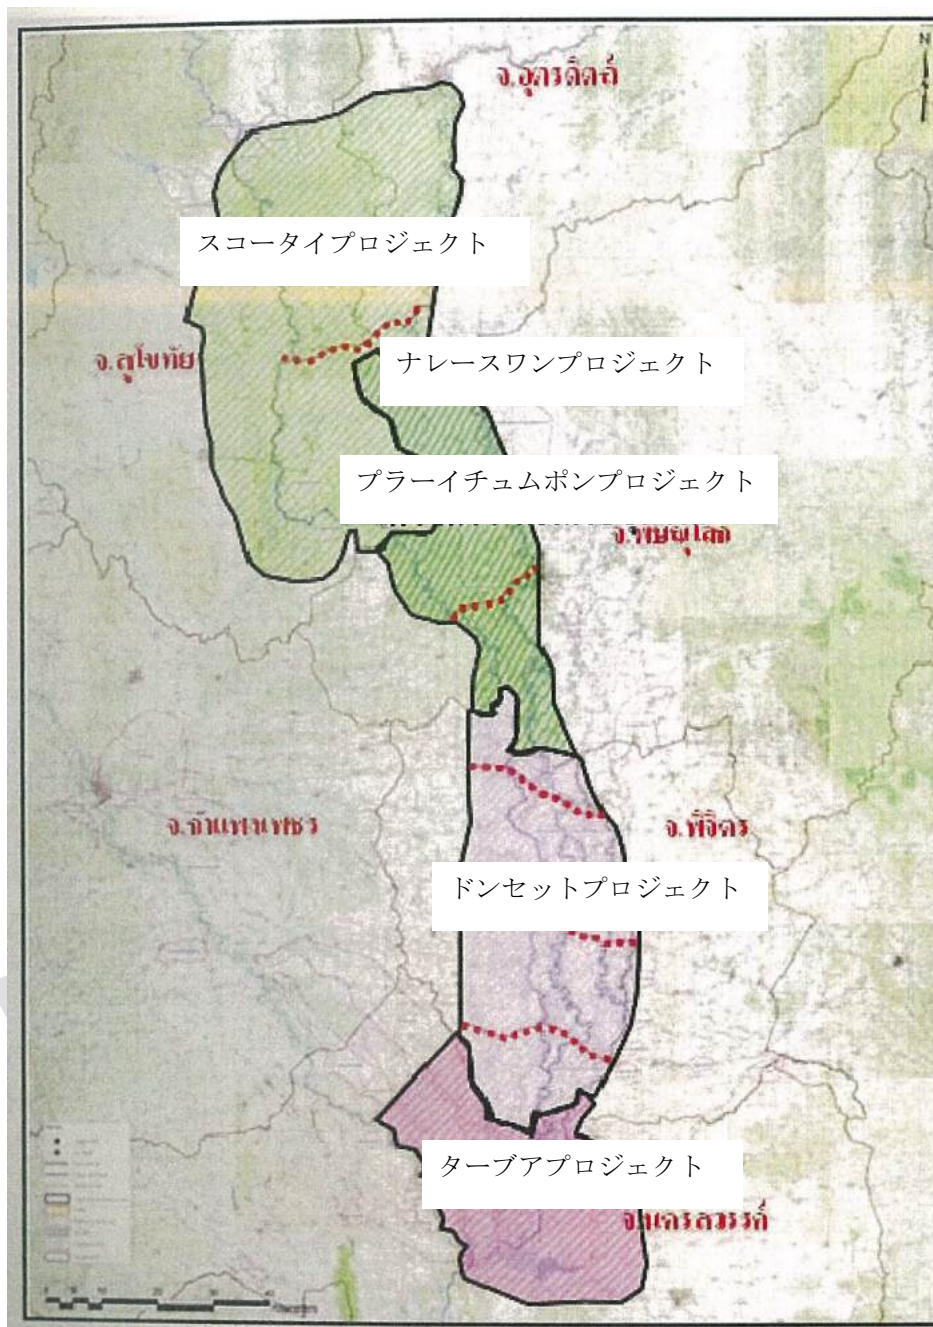 จ.อุตรดิตถ์
N
スコータイプロジェクト
จ.สุโขทัย
ナレースワンプロジェクト
プラーイチュムポンプロジェクト
จ.พิษณุโลก
จ.กำแพงเพชร
จ.พิจิตร
ドンセットプロジェクト
ターブアプロジェクト
จ.นครสวรรค์